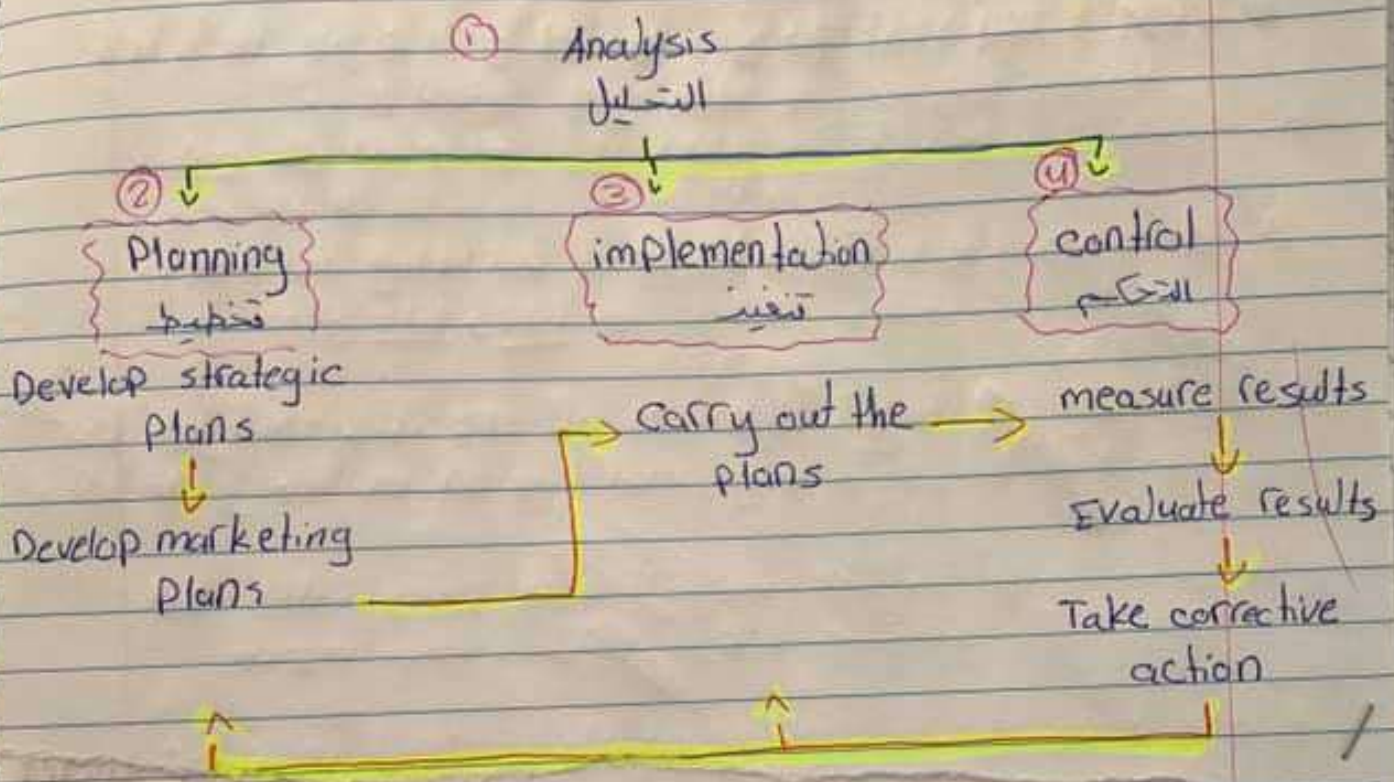 ① Analysis
التحليل
② ③ ④
Planning implementation control
تخطيط تنفيذ التحكم
Develop strategic
plans
Develop marketing
plans
carry out the
plans
measure results
Evaluate results
Take corrective
action